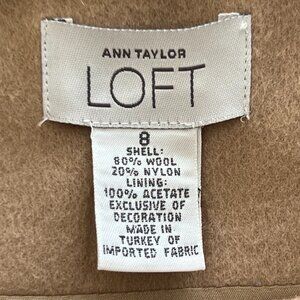 ANN TAYLOR
LOFT
8
SHELL:
80% WOOL
20% NYLON
LINING:
100% ACETATE
EXCLUSIVE OF
DECORATION
MADE IN
TURKEY OF
IMPORTED FABRIC